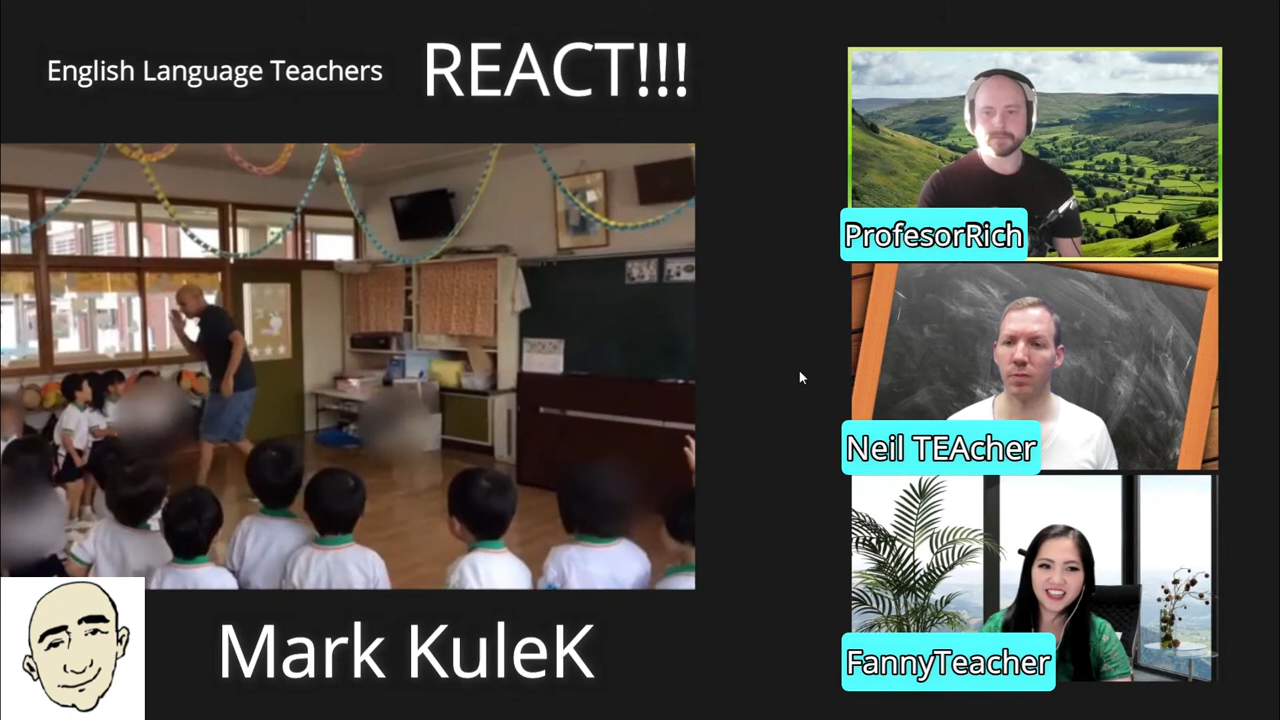 English Language Teachers
REACT!!!
ProfesorRich
Neil TEAcher
FannyTeacher
Mark KuleK